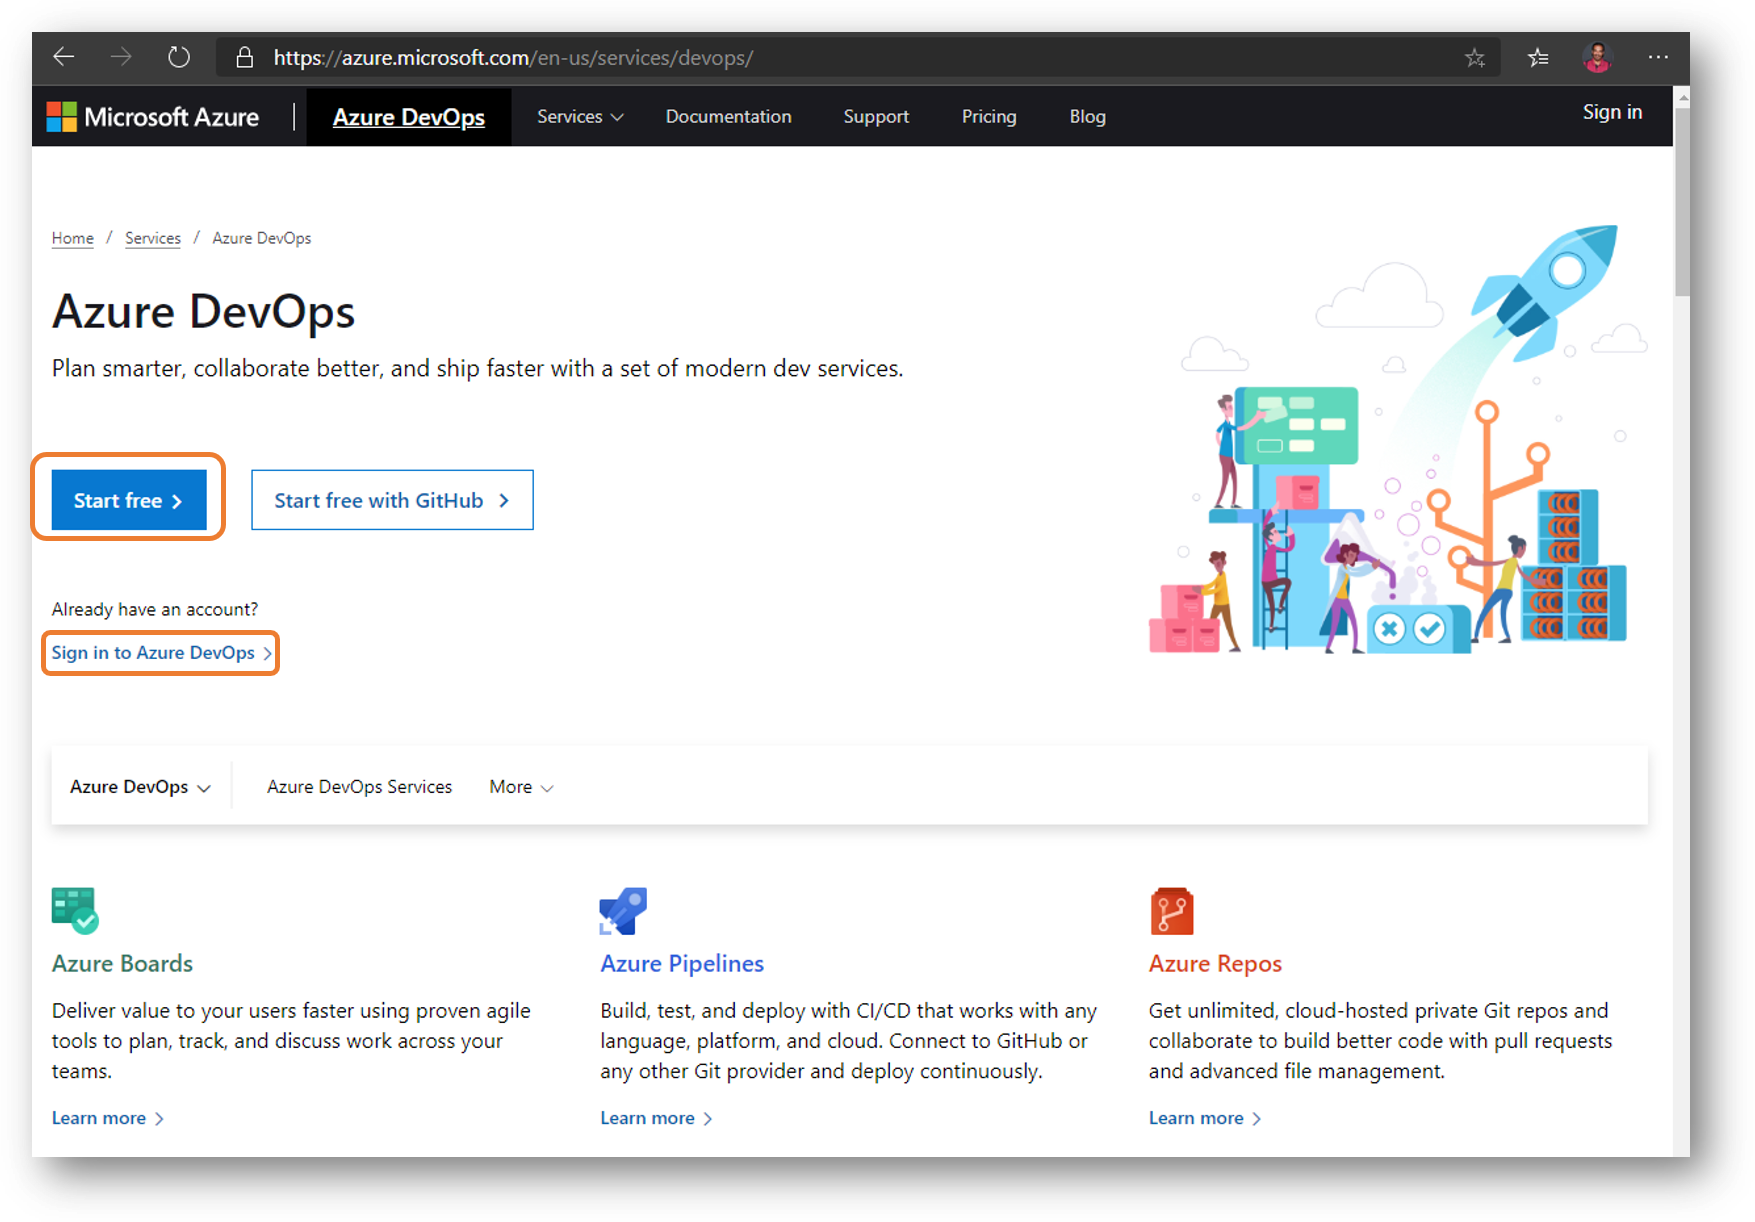 https://azure.microsoft.com/en-us/services/devops/
Microsoft Azure
Azure DevOps
Services
Documentation
Support
Pricing
Blog
Sign in
Home / Services / Azure DevOps
Azure DevOps
Plan smarter, collaborate better, and ship faster with a set of modern dev services.
Start free
Start free with GitHub
Already have an account?
Sign in to Azure DevOps
Azure DevOps
Azure DevOps Services
More
Azure Boards
Deliver value to your users faster using proven agile
tools to plan, track, and discuss work across your
teams.
Learn more
Azure Pipelines
Build, test, and deploy with CI/CD that works with any
language, platform, and cloud. Connect to GitHub or
any other Git provider and deploy continuously.
Learn more
Azure Repos
Get unlimited, cloud-hosted private Git repos and
collaborate to build better code with pull requests
and advanced file management.
Learn more